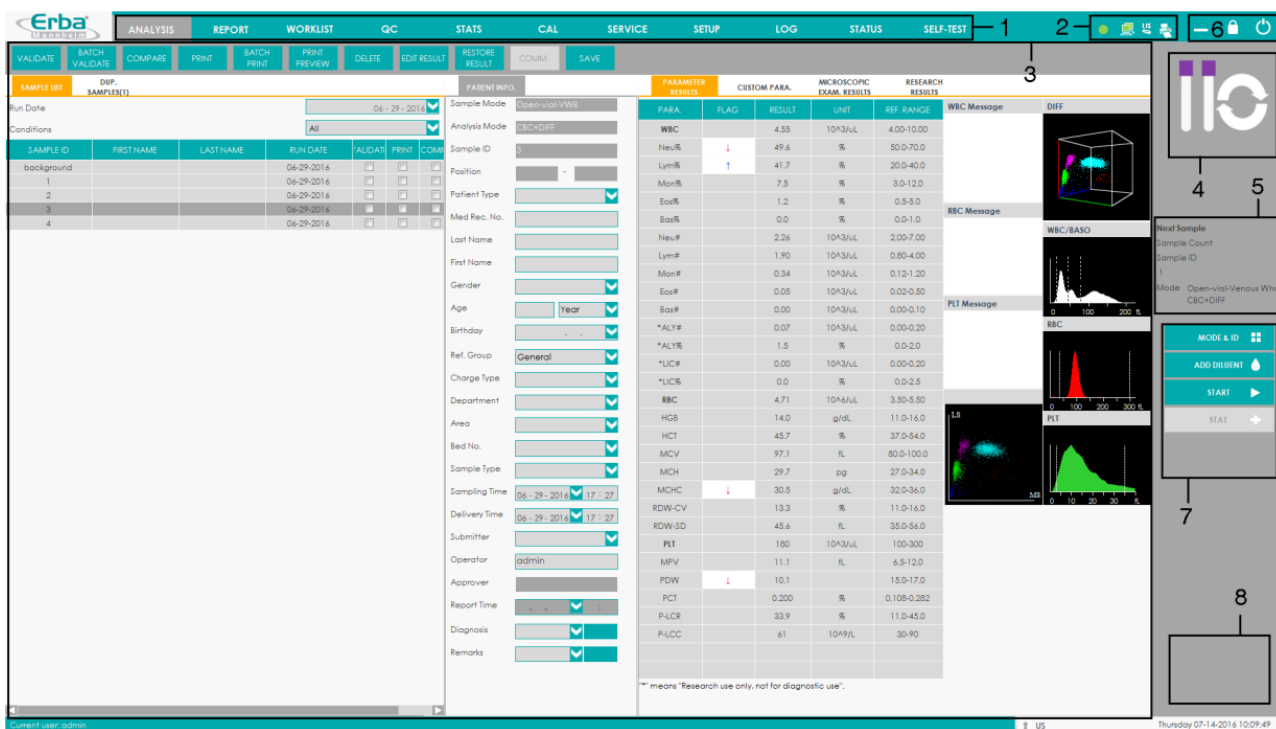 Erba
Mannheim
ANALYSIS REPORT WORKLIST QC STATS CAL SERVICE SETUP LOG STATUS SELF-TEST 1 2 6
VALIDATE BATCH VALIDATE COMPARE PRINT BATCH PRINT PRINT PREVIEW DELETE EDIT RESULT RESTORE RESULT COMM. SAVE 3
SAMPLE LIST DUP. SAMPLES(1)
Run Date 06 - 29 - 2016
Conditions All
SAMPLE ID FIRST NAME LAST NAME RUN DATE VALIDATI PRINT COMM
background 06-29-2016
1 06-29-2016
2 06-29-2016
3 06-29-2016
4 06-29-2016
PATIENT INFO.
Sample Mode Open-vial-VWB
Analysis Mode CBC+DIFF
Sample ID 3
Position -
Patient Type
Med Rec. No.
Last Name
First Name
Gender
Age Year
Birthday - -
Ref. Group General
Charge Type
Department
Area
Bed No.
Sample Type
Sampling Time 06 - 29 - 2016 17 : 27
Delivery Time 06 - 29 - 2016 17 : 27
Submitter
Operator admin
Approver
Report Time - - :
Diagnosis
Remarks
PARAMETER RESULTS CUSTOM PARA. MICROSCOPIC EXAM. RESULTS RESEARCH RESULTS
PARA. FLAG RESULT UNIT REF. RANGE
WBC 4.55 10^3/uL 4.00-10.00
Neu% ↓ 49.6 % 50.0-70.0
Lym% ↑ 41.7 % 20.0-40.0
Mon% 7.5 % 3.0-12.0
Eos% 1.2 % 0.5-5.0
Bas% 0.0 % 0.0-1.0
Neu# 2.26 10^3/uL 2.00-7.00
Lym# 1.90 10^3/uL 0.80-4.00
Mon# 0.34 10^3/uL 0.12-1.20
Eos# 0.05 10^3/uL 0.02-0.50
Bas# 0.00 10^3/uL 0.00-0.10
*ALY# 0.07 10^3/uL 0.00-0.20
*ALY% 1.5 % 0.0-2.0
*LIC# 0.00 10^3/uL 0.00-0.20
*LIC% 0.0 % 0.0-2.5
RBC 4.71 10^6/uL 3.50-5.50
HGB 14.0 g/dL 11.0-16.0
HCT 45.7 % 37.0-54.0
MCV 97.1 fL 80.0-100.0
MCH 29.7 pg 27.0-34.0
MCHC ↓ 30.5 g/dL 32.0-36.0
RDW-CV 13.3 % 11.0-16.0
RDW-SD 45.6 fL 35.0-56.0
PLT 180 10^3/uL 100-300
MPV 11.1 fL 6.5-12.0
PDW ↓ 10.1 15.0-17.0
PCT 0.200 % 0.108-0.282
P-LCR 33.9 % 11.0-45.0
P-LCC 61 10^9/L 30-90
"*" means "Research use only, not for diagnostic use".
WBC Message
RBC Message
PLT Message
LS
MS
DIFF
WBC/BASO
0 100 200 fL
RBC
0 100 200 300 fL
PLT
0 10 20 30 fL
4
5
Next Sample
Sample Count
Sample ID
1
Mode Open-vial-Venous Who
CBC+DIFF
MODE & ID
ADD DILUENT
START
STAT
7
8
Current user: admin
US
Thursday 07-14-2016 10:09:49